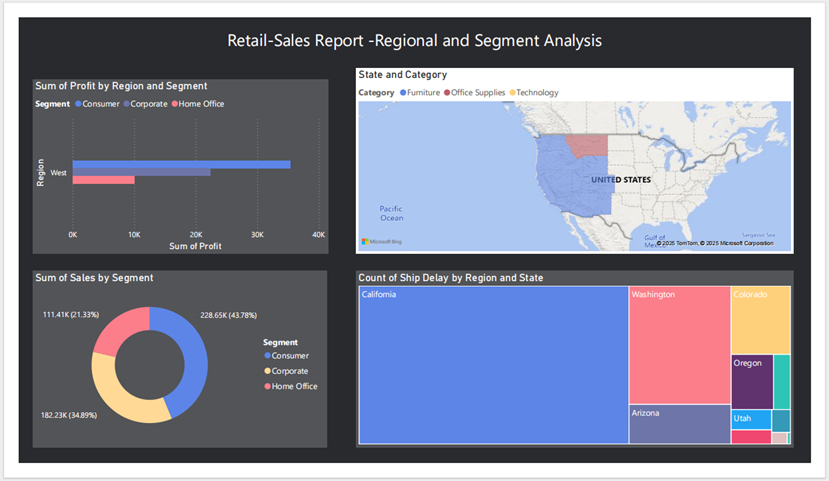 Retail-Sales Report -Regional and Segment Analysis
Sum of Profit by Region and Segment
Segment Consumer Corporate Home Office
Region
West
0K 10K 20K 30K 40K
Sum of Profit
State and Category
Category Furniture Office Supplies Technology
UNITED STATES
Pacific
Ocean
Sargasso Sea
Gulf of
Mexico
Microsoft Bing
© 2025 TomTom, © 2025 Microsoft Corporation
Sum of Sales by Segment
111.41K (21.33%)
228.65K (43.78%)
182.23K (34.89%)
Segment
Consumer
Corporate
Home Office
Count of Ship Delay by Region and State
California
Washington
Colorado
Oregon
Arizona
Utah